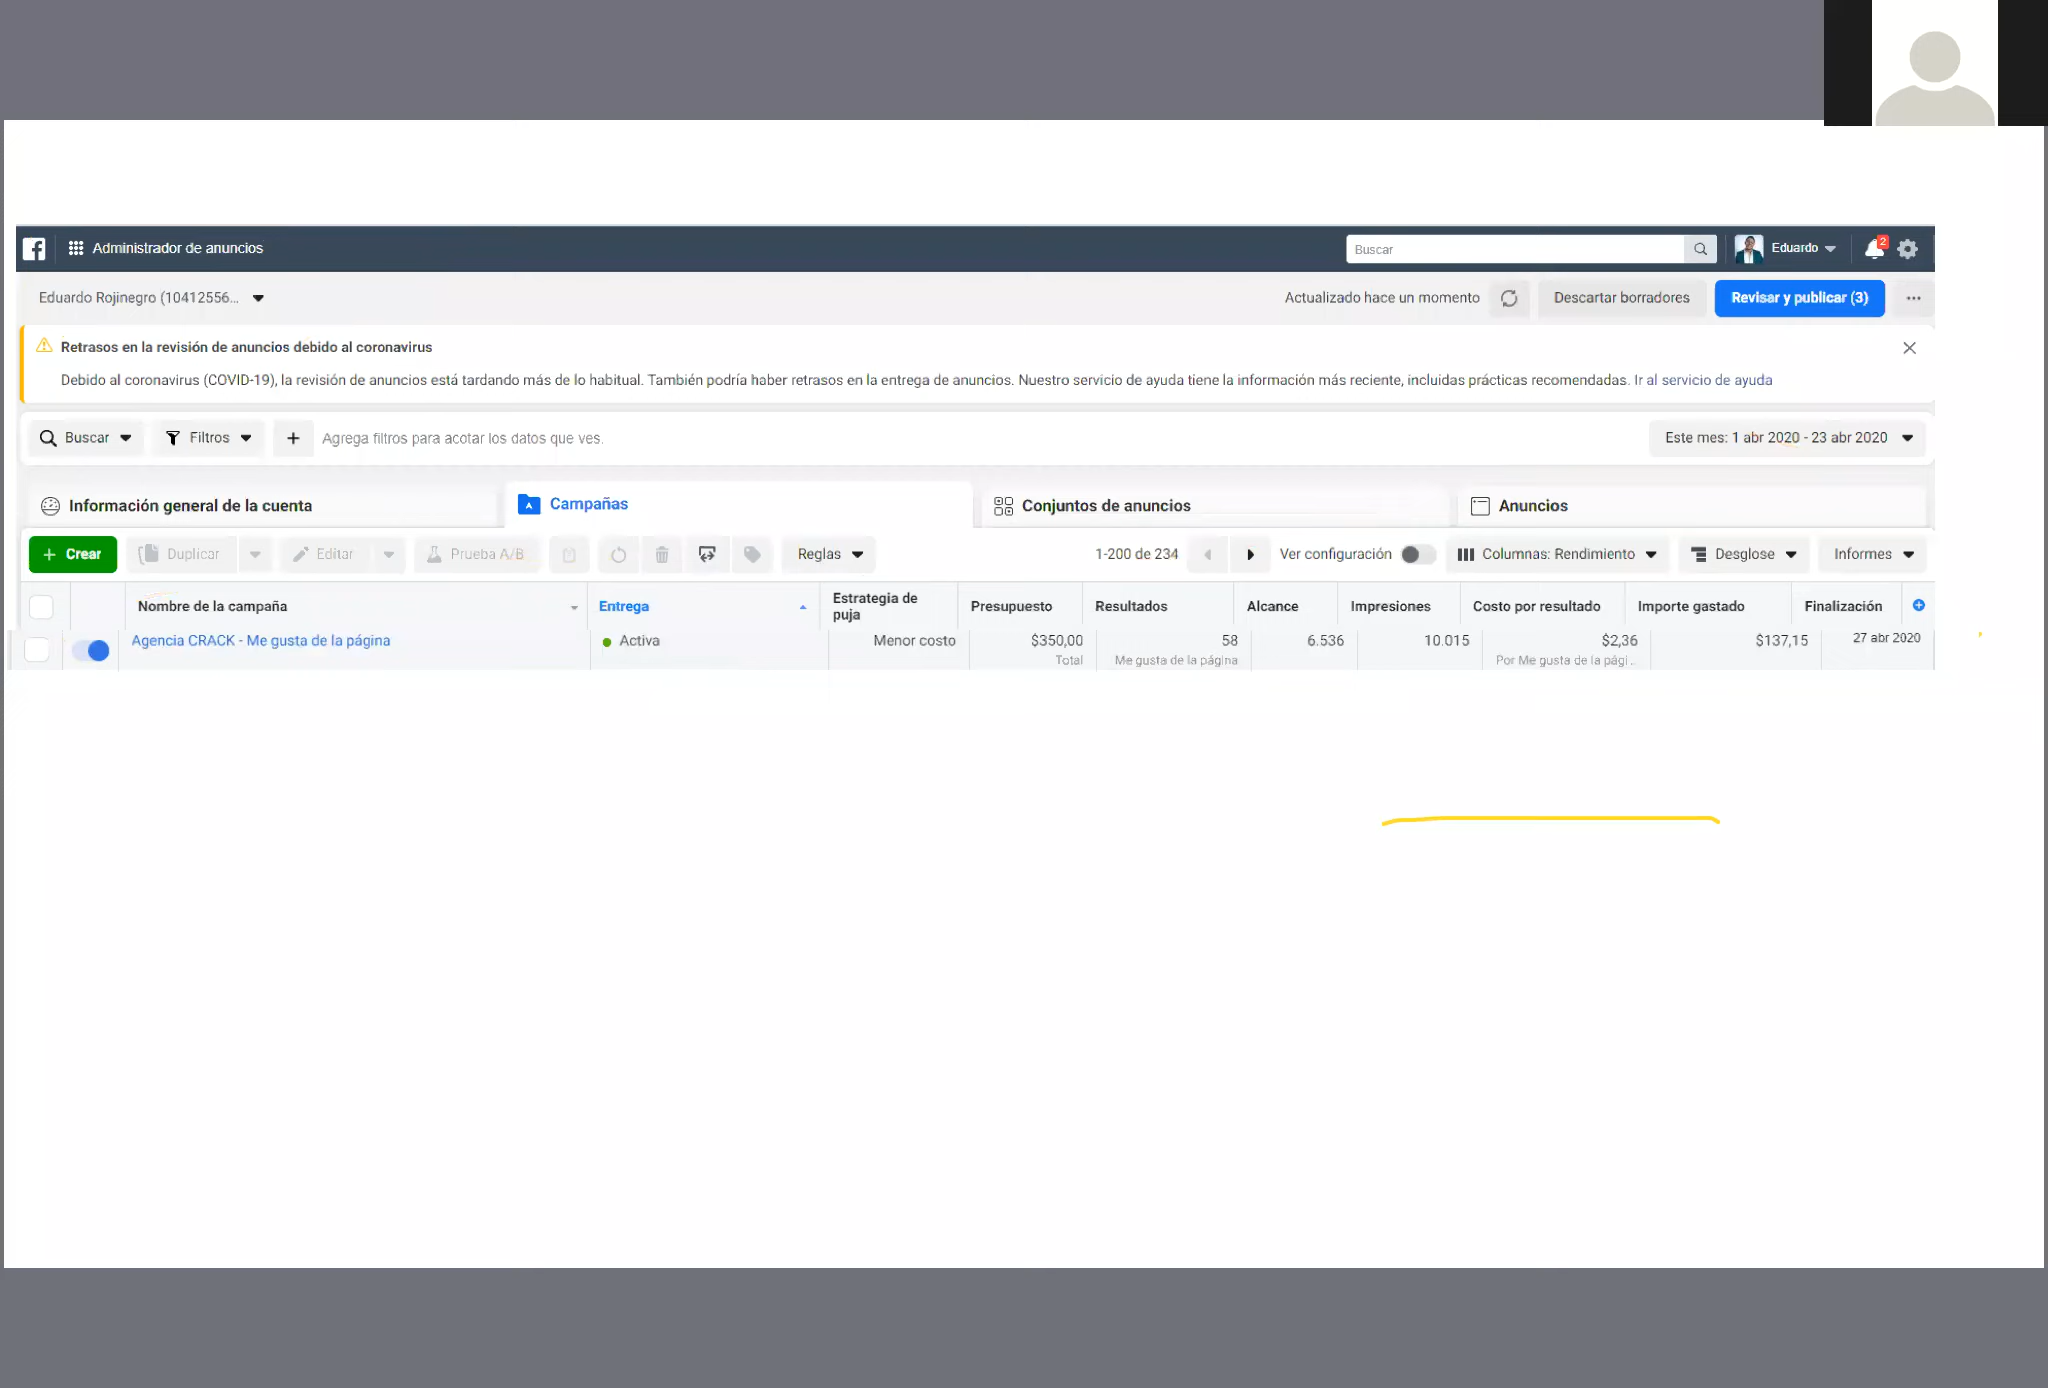 Administrador de anuncios
Buscar
Eduardo
2
Eduardo Rojinegro (10412556...
Actualizado hace un momento
Descartar borradores
Revisar y publicar (3)
Retrasos en la revisión de anuncios debido al coronavirus
Debido al coronavirus (COVID-19), la revisión de anuncios está tardando más de lo habitual. También podría haber retrasos en la entrega de anuncios. Nuestro servicio de ayuda tiene la información más reciente, incluidas prácticas recomendadas. Ir al servicio de ayuda
Buscar
Filtros
+
Agrega filtros para acotar los datos que ves.
Este mes: 1 abr 2020 - 23 abr 2020
Información general de la cuenta
Campañas
Conjuntos de anuncios
Anuncios
+ Crear
Duplicar
Editar
Prueba A/B
Reglas
1-200 de 234
Ver configuración
Columnas: Rendimiento
Desglose
Informes
Nombre de la campaña
Entrega
Estrategia de puja
Presupuesto
Resultados
Alcance
Impresiones
Costo por resultado
Importe gastado
Finalización
Agencia CRACK - Me gusta de la página
Activa
Menor costo
$350,00
Total
58
Me gusta de la página
6.536
10.015
$2,36
Por Me gusta de la pági...
$137,15
27 abr 2020